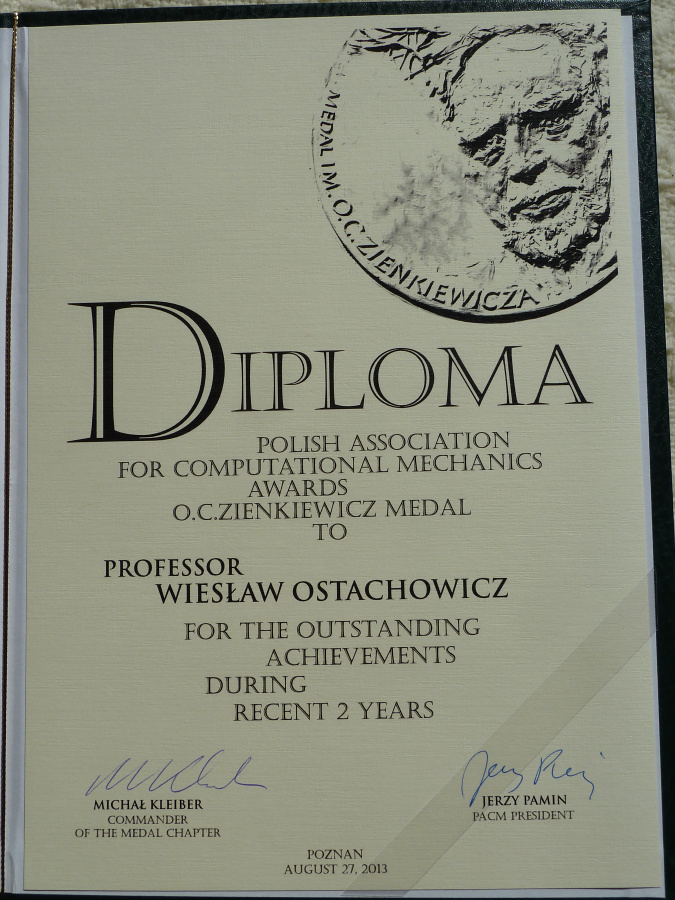 MEDAL IM. O.C. ZIENKIEWICZA
DIPLOMA
POLISH ASSOCIATION
FOR COMPUTATIONAL MECHANICS
AWARDS
O.C.ZIENKIEWICZ MEDAL
TO
PROFESSOR
WIESŁAW OSTACHOWICZ
FOR THE OUTSTANDING
ACHIEVEMENTS
DURING
RECENT 2 YEARS
MICHAŁ KLEIBER
COMMANDER
OF THE MEDAL CHAPTER
JERZY PAMIN
PACM PRESIDENT
POZNAN
AUGUST 27, 2013